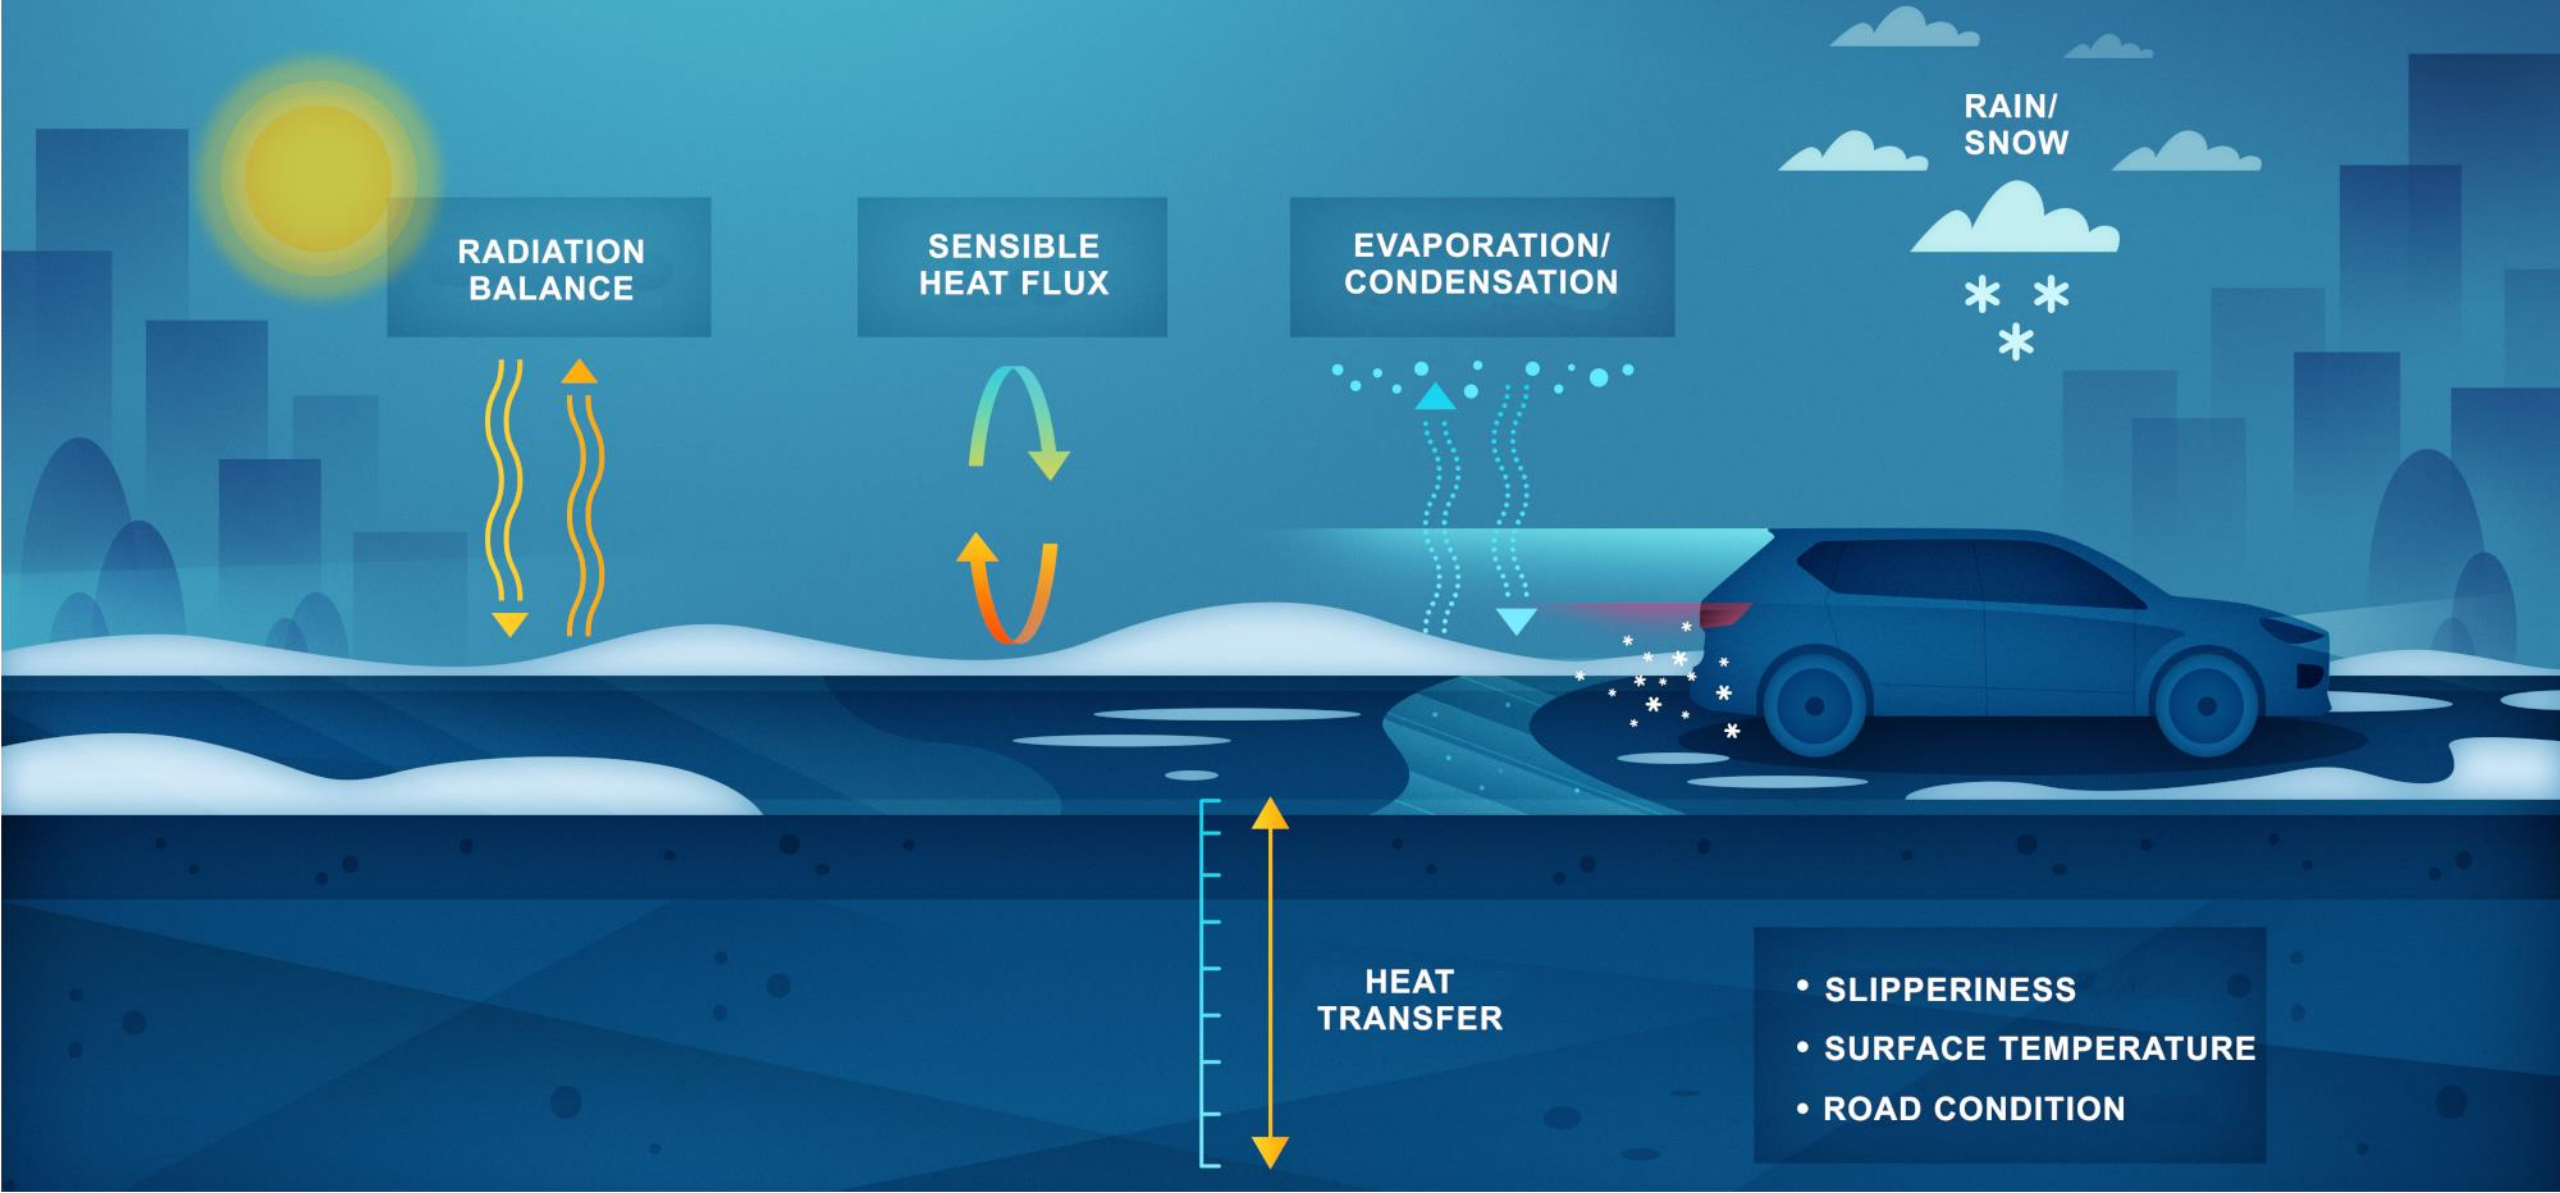 RAIN/
SNOW
RADIATION
BALANCE
SENSIBLE
HEAT FLUX
EVAPORATION/
CONDENSATION
HEAT
TRANSFER
• SLIPPERINESS
• SURFACE TEMPERATURE
• ROAD CONDITION